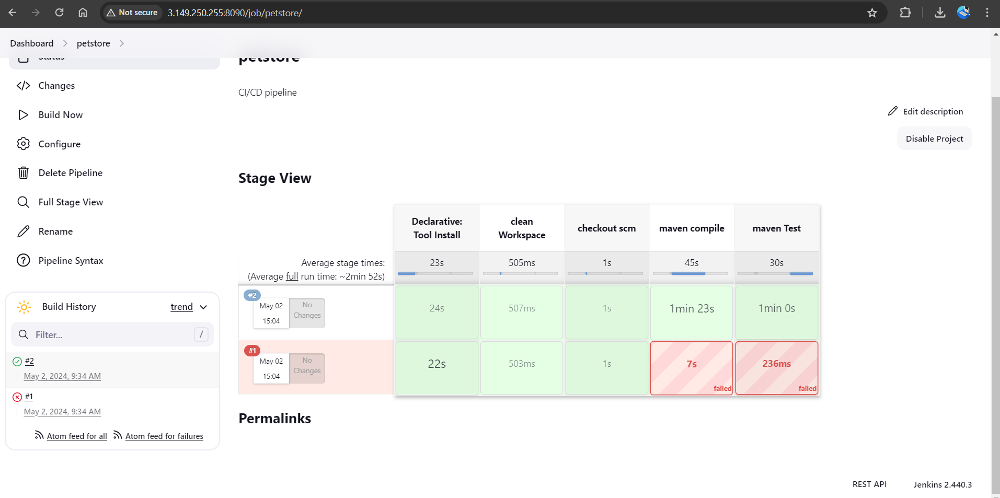 Not secure
3.149.250.255:8090/job/petstore/
Dashboard
petstore
Status
petstore
Changes
Build Now
Configure
Delete Pipeline
Full Stage View
Rename
Pipeline Syntax
CI/CD pipeline
Edit description
Disable Project
Stage View
Declarative:
Tool Install
clean
Workspace
checkout scm
maven compile
maven Test
Average stage times:
(Average full run time: ~2min 52s)
23s
505ms
1s
45s
30s
#2
May 02
15:04
No
Changes
24s
507ms
1s
1min 23s
1min 0s
#1
May 02
15:04
No
Changes
22s
503ms
1s
7s
failed
236ms
failed
Build History
trend
Filter...
/
#2
May 2, 2024, 9:34 AM
#1
May 2, 2024, 9:34 AM
Atom feed for all
Atom feed for failures
Permalinks
REST API
Jenkins 2.440.3